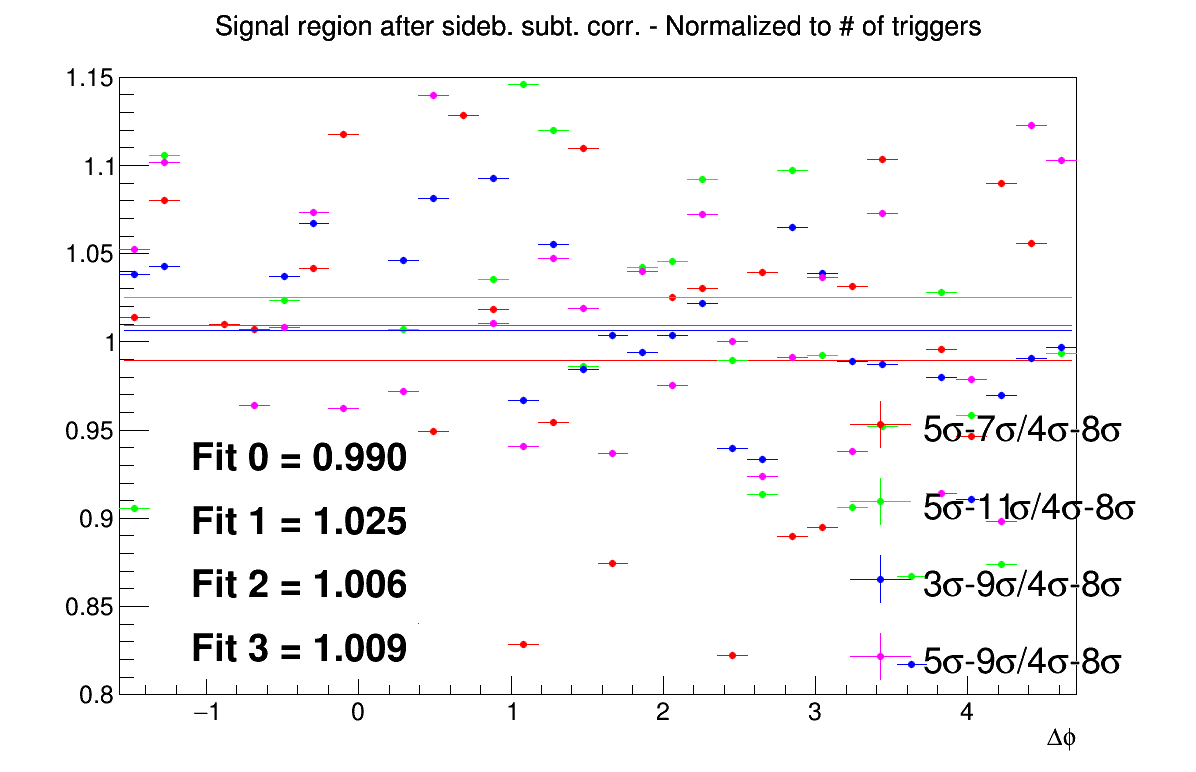 Signal region after sideb. subt. corr. - Normalized to # of triggers
1.15
1.1
1.05
1
0.95
0.9
0.85
0.8
Fit 0 = 0.990
Fit 1 = 1.025
Fit 2 = 1.006
Fit 3 = 1.009
5σ-7σ/4σ-8σ
5σ-11σ/4σ-8σ
3σ-9σ/4σ-8σ
5σ-9σ/4σ-8σ
−1 0 1 2 3 4
Δϕ